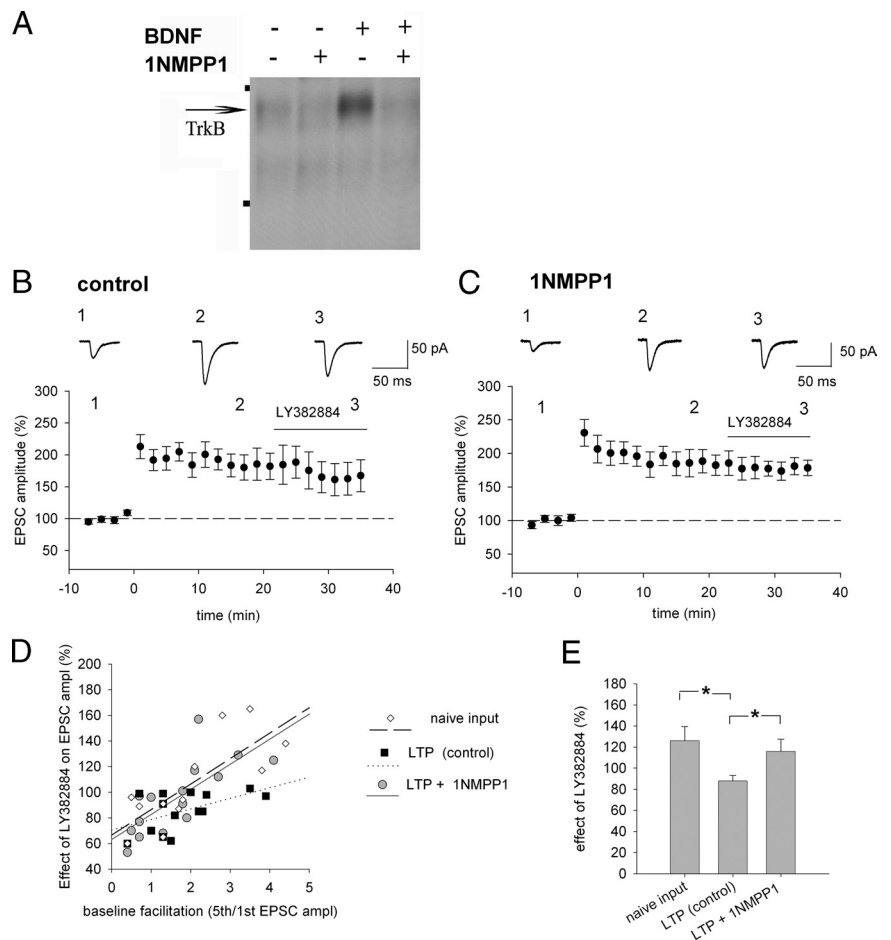 A
BDNF - - + +
1NMPP1 - + - +
TrkB
B control
1 2 3
50 pA
50 ms
1 2 LY382884 3
EPSC amplitude (%)
300
250
200
150
100
50
-10 0 10 20 30 40
time (min)
C 1NMPP1
1 2 3
50 pA
50 ms
1 2 LY382884 3
EPSC amplitude (%)
300
250
200
150
100
50
-10 0 10 20 30 40
time (min)
D
Effect of LY382884 on EPSC ampl (%)
200
180
160
140
120
100
80
60
40
0 1 2 3 4 5
baseline facilitation (5th/1st EPSC ampl)
naive input
LTP (control)
LTP + 1NMPP1
E
effect of LY382884 (%)
180
160
140
120
100
80
60
40
20
0
* *
naive input
LTP (control)
LTP + 1NMPP1